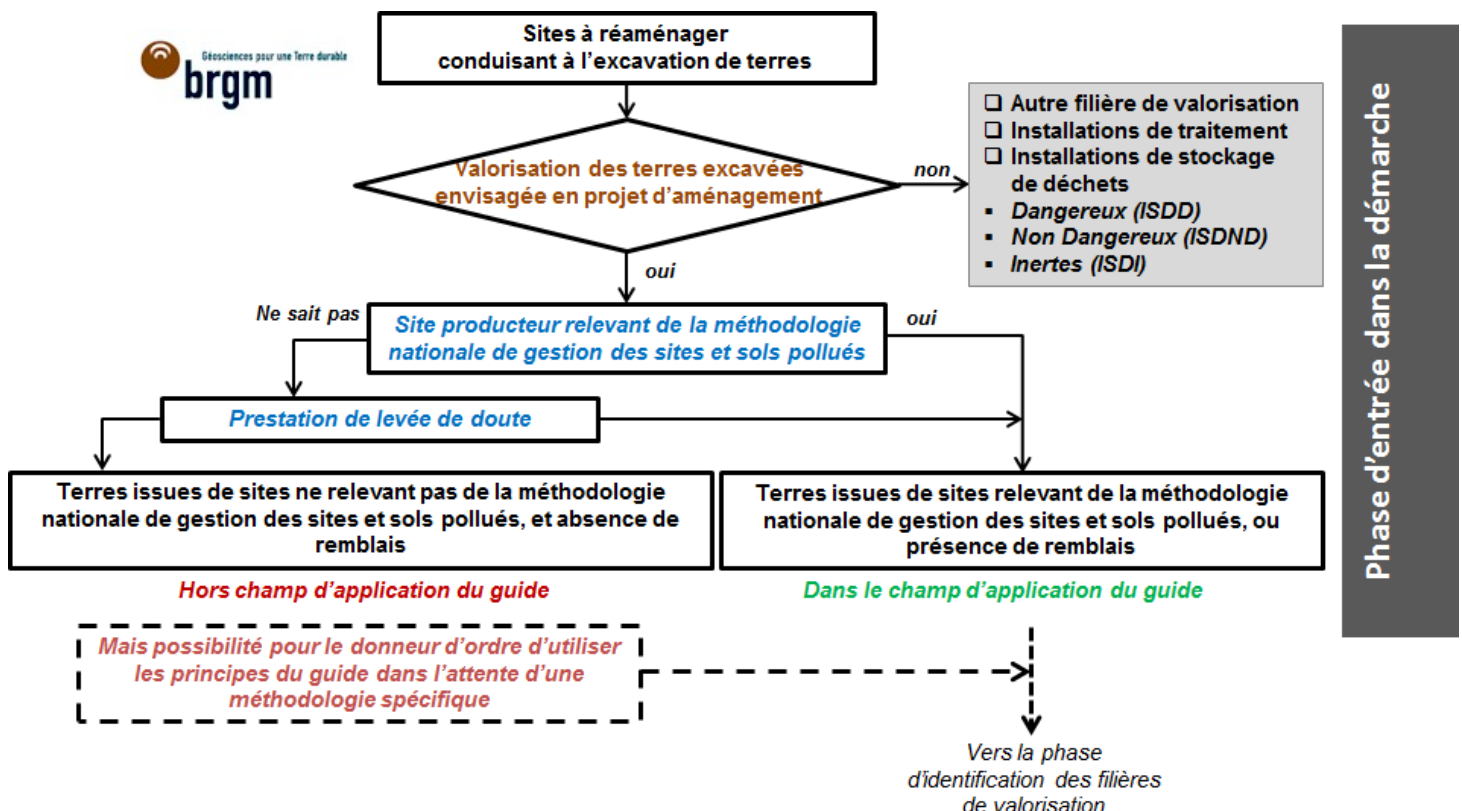 Géosciences pour une Terre durable
brgm
Sites à réaménager
conduisant à l'excavation de terres
Valorisation des terres excavées
envisagée en projet d'aménagement
non
❑ Autre filière de valorisation
❑ Installations de traitement
❑ Installations de stockage
de déchets
▪ Dangereux (ISDD)
▪ Non Dangereux (ISDND)
▪ Inertes (ISDI)
oui
Ne sait pas
Site producteur relevant de la méthodologie
nationale de gestion des sites et sols pollués
oui
Prestation de levée de doute
Terres issues de sites ne relevant pas de la méthodologie
nationale de gestion des sites et sols pollués, et absence de
remblais
Terres issues de sites relevant de la méthodologie
nationale de gestion des sites et sols pollués, ou
présence de remblais
Hors champ d'application du guide
Dans le champ d'application du guide
Mais possibilité pour le donneur d'ordre d'utiliser
les principes du guide dans l'attente d'une
méthodologie spécifique
Vers la phase
d'identification des filières
de valorisation
Phase d'entrée dans la démarche